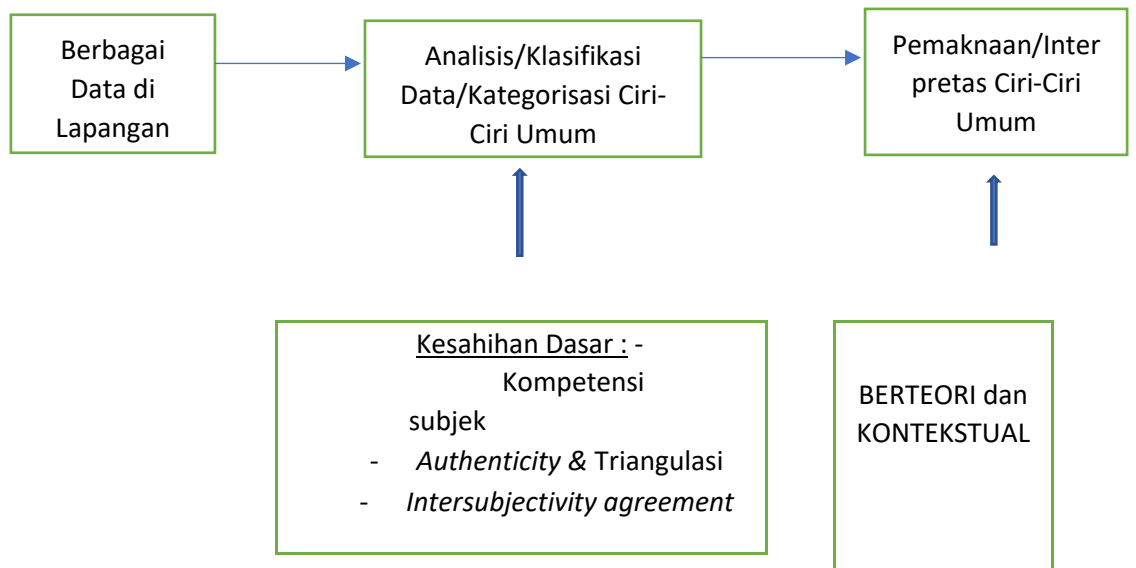 Berbagai
Data di
Lapangan
Analisis/Klasifikasi
Data/Kategorisasi Ciri-
Ciri Umum
Pemaknaan/Inter
pretas Ciri-Ciri
Umum
Kesahihan Dasar : -
Kompetensi
subjek
- Authenticity & Triangulasi
- Intersubjectivity agreement
BERTEORI dan
KONTEKSTUAL